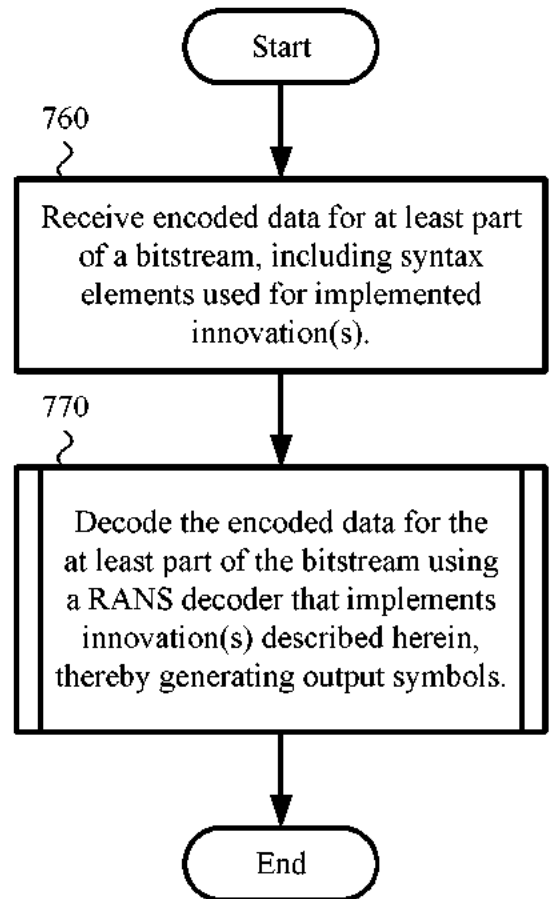 Start
760
Receive encoded data for at least part
of a bitstream, including syntax
elements used for implemented
innovation(s).
770
Decode the encoded data for the
at least part of the bitstream using
a RANS decoder that implements
innovation(s) described herein,
thereby generating output symbols.
End